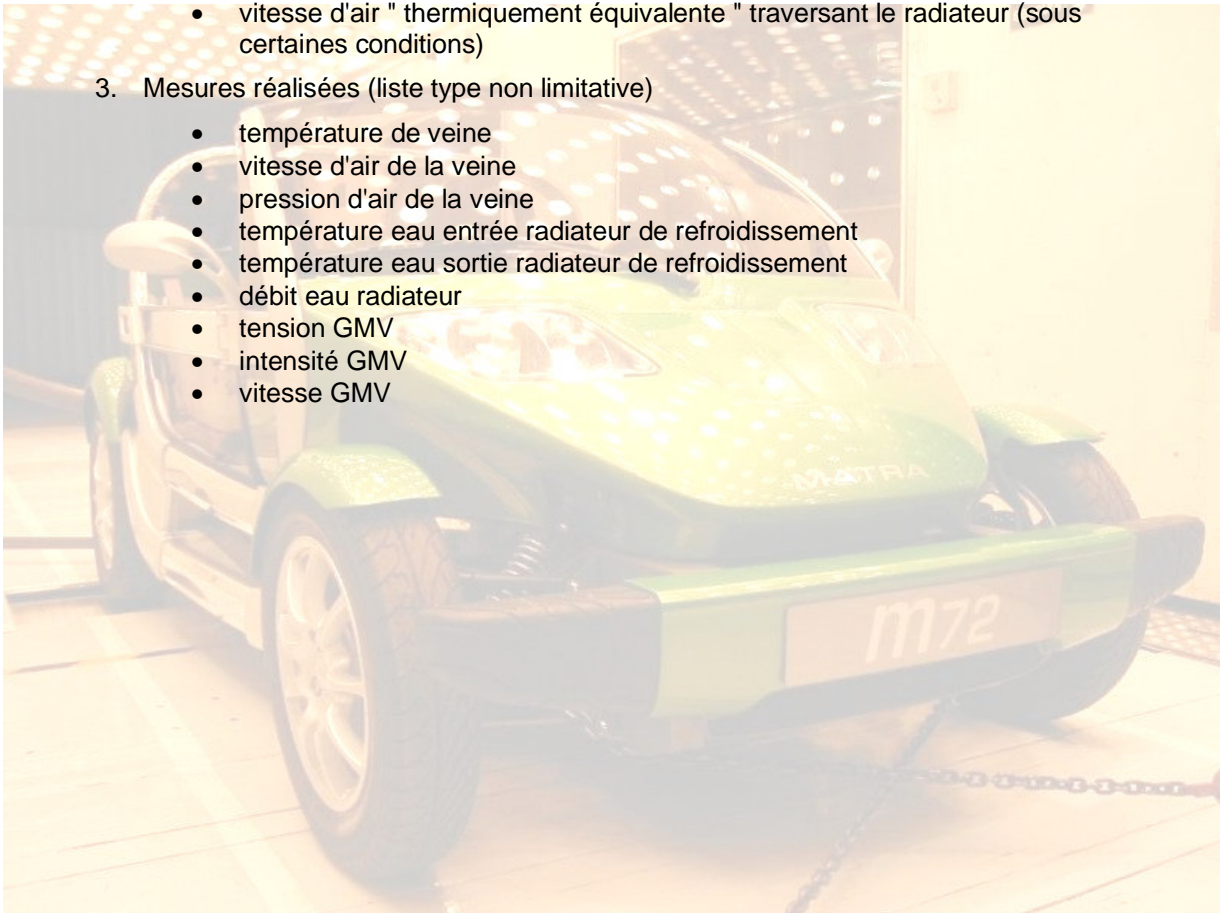 • vitesse d'air " thermiquement équivalente " traversant le radiateur (sous
certaines conditions)
3. Mesures réalisées (liste type non limitative)
• température de veine
• vitesse d'air de la veine
• pression d'air de la veine
• température eau entrée radiateur de refroidissement
• température eau sortie radiateur de refroidissement
• débit eau radiateur
• tension GMV
• intensité GMV
• vitesse GMV
MATRA
m72